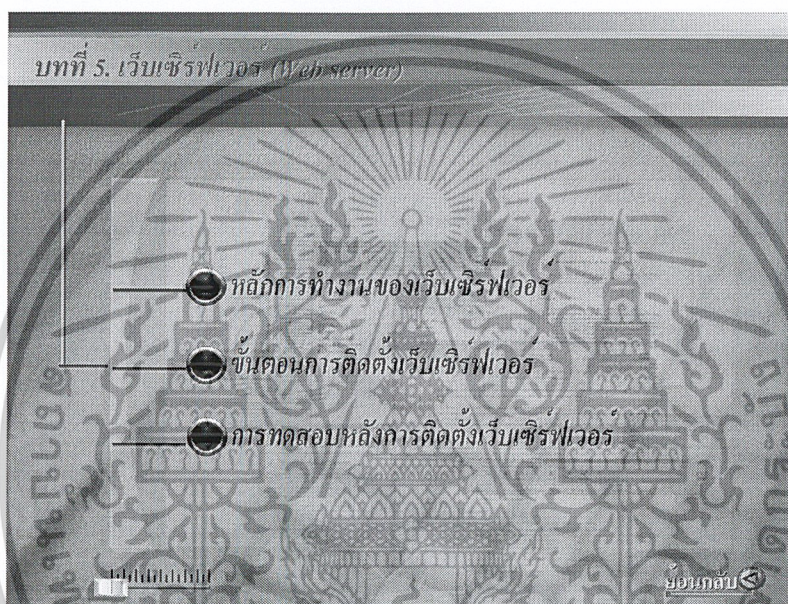 บทที่ 5. เว็บเซิร์ฟเวอร์ (Web server)
หลักการทำงานของเว็บเซิร์ฟเวอร์
ขั้นตอนการติดตั้งเว็บเซิร์ฟเวอร์
การทดสอบหลังการติดตั้งเว็บเซิร์ฟเวอร์
ย้อนกลับ